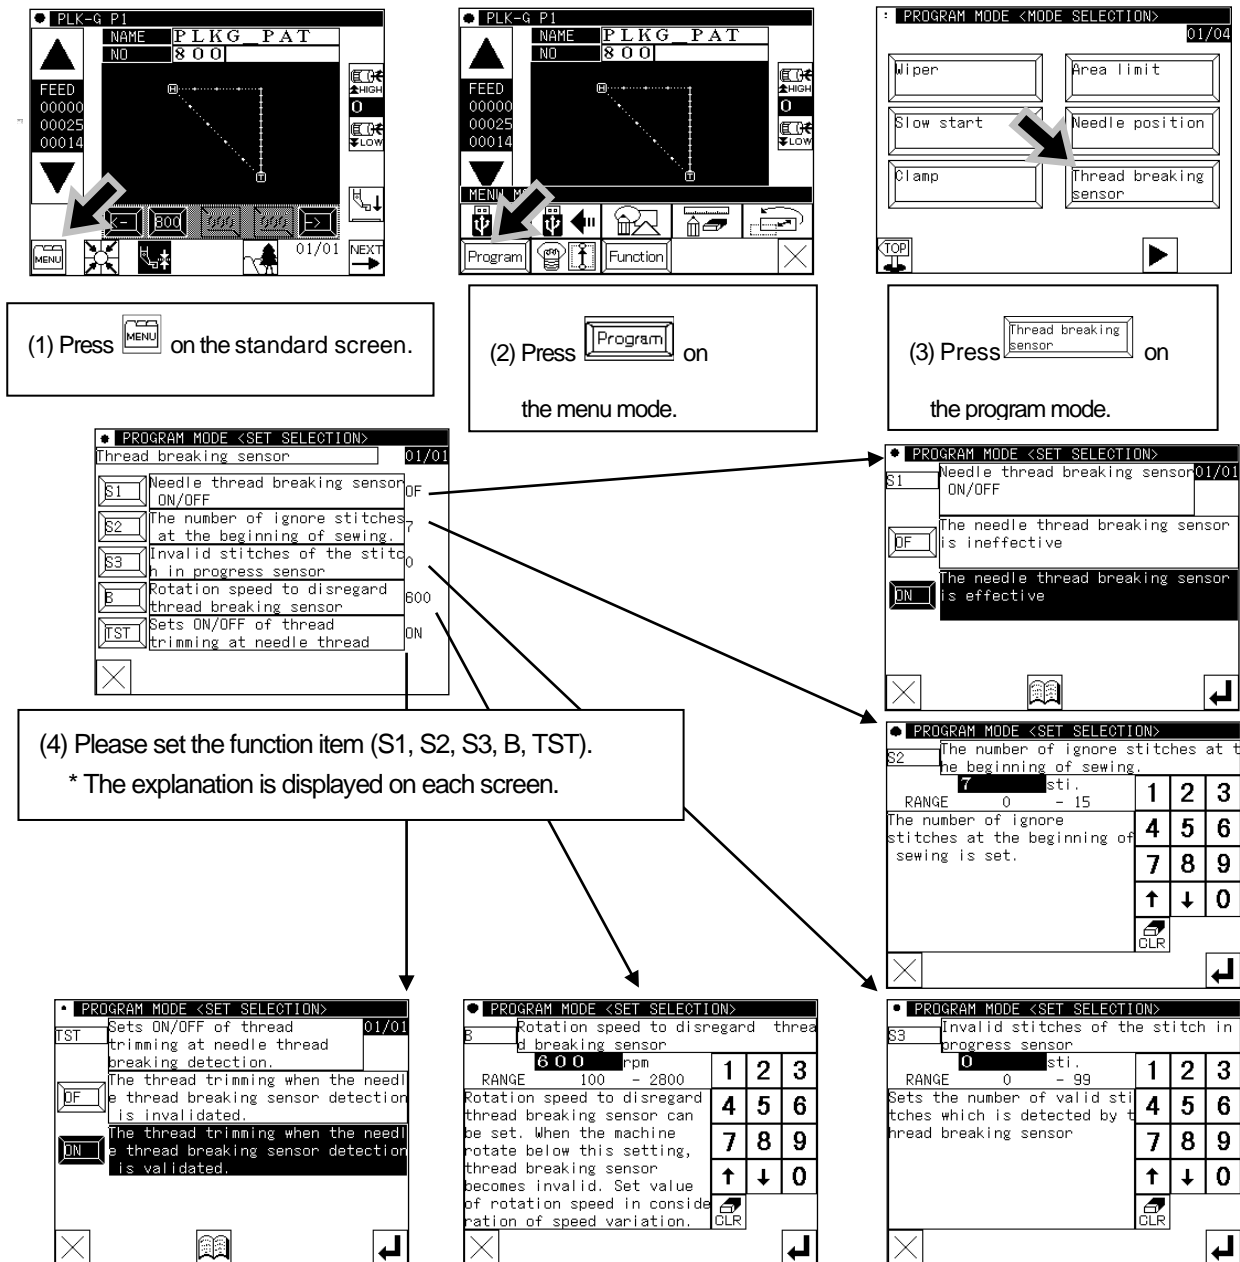 PLK-G P1
NAME PLKG_PAT
NO 800
FEED
00000
00025
00014
HIGH
0
LOW
H
T
<- 800 ->
MENU 01/01 NEXT
PLK-G P1
NAME PLKG_PAT
NO 800
FEED
00000
00025
00014
HIGH
0
LOW
H
T
Program Function
PROGRAM MODE <MODE SELECTION>
01/04
Wiper Area limit
Slow start Needle position
Clamp Thread breaking
sensor
TOP
(1) Press MENU on the standard screen.
(2) Press Program on
the menu mode.
(3) Press Thread breaking
sensor on
the program mode.
PROGRAM MODE <SET SELECTION>
Thread breaking sensor 01/01
S1 Needle thread breaking sensor OF
ON/OFF
S2 The number of ignore stitches 7
at the beginning of sewing.
S3 Invalid stitches of the stitc 0
h in progress sensor
B Rotation speed to disregard 600
thread breaking sensor
TST Sets ON/OFF of thread ON
trimming at needle thread
PROGRAM MODE <SET SELECTION>
S1 Needle thread breaking sensor 01/01
ON/OFF
OF The needle thread breaking sensor
is ineffective
ON The needle thread breaking sensor
is effective
(4) Please set the function item (S1, S2, S3, B, TST).
* The explanation is displayed on each screen.
PROGRAM MODE <SET SELECTION>
S2 The number of ignore stitches at t
he beginning of sewing.
7 sti.
RANGE 0 - 15
The number of ignore
stitches at the beginning of
sewing is set.
1 2 3
4 5 6
7 8 9
↑ ↓ 0
CLR
PROGRAM MODE <SET SELECTION>
TST Sets ON/OFF of thread 01/01
trimming at needle thread
breaking detection.
OF The thread trimming when the needl
e thread breaking sensor detection
is invalidated.
ON The thread trimming when the needl
e thread breaking sensor detection
is validated.
PROGRAM MODE <SET SELECTION>
B Rotation speed to disregard threa
d breaking sensor
600 rpm
RANGE 100 - 2800
Rotation speed to disregard
thread breaking sensor can
be set. When the machine
rotate below this setting,
thread breaking sensor
becomes invalid. Set value
of rotation speed in conside
ration of speed variation.
1 2 3
4 5 6
7 8 9
↑ ↓ 0
CLR
PROGRAM MODE <SET SELECTION>
S3 Invalid stitches of the stitch in
progress sensor
0 sti.
RANGE 0 - 99
Sets the number of valid sti
tches which is detected by t
hread breaking sensor
1 2 3
4 5 6
7 8 9
↑ ↓ 0
CLR